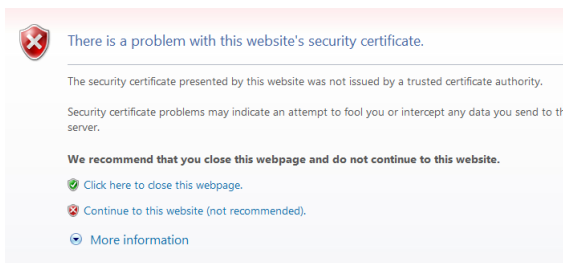 There is a problem with this website's security certificate.
The security certificate presented by this website was not issued by a trusted certificate authority.
Security certificate problems may indicate an attempt to fool you or intercept any data you send to
server.
We recommend that you close this webpage and do not continue to this website.
Click here to close this webpage.
Continue to this website (not recommended).
More information